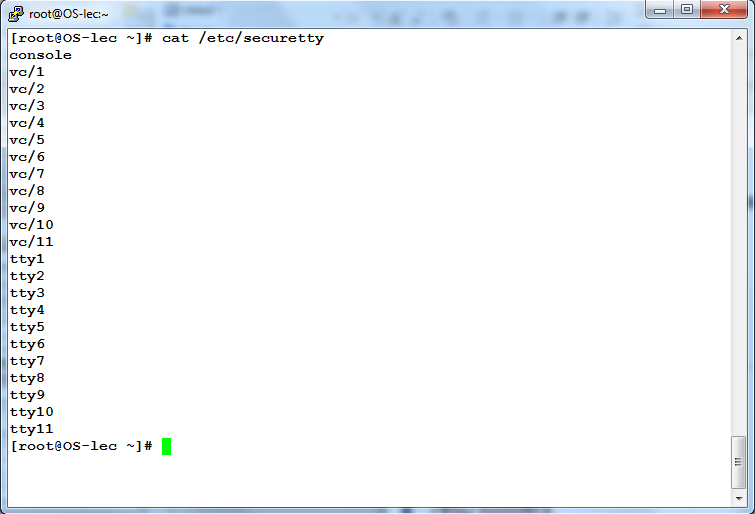 root@OS-lec:~
[root@OS-lec ~]# cat /etc/securetty
console
vc/1
vc/2
vc/3
vc/4
vc/5
vc/6
vc/7
vc/8
vc/9
vc/10
vc/11
tty1
tty2
tty3
tty4
tty5
tty6
tty7
tty8
tty9
tty10
tty11
[root@OS-lec ~]#